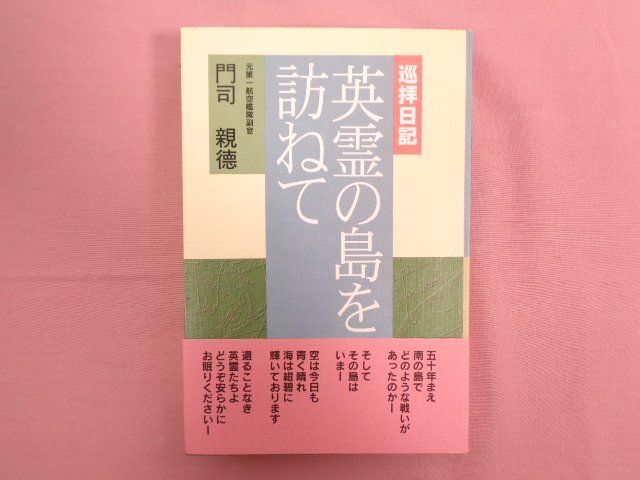 巡拝日記
英霊の島を
訪ねて
元第一航空艦隊副官
門司 親徳
五十年まえ
南の島で
どのような戦いが
あったのかー
そして
その島は
いまー
空は今日も
青く晴れ
海は紺碧に
輝いております
還ることなき
英霊たちよ
どうぞ安らかに
お眠りくださいー